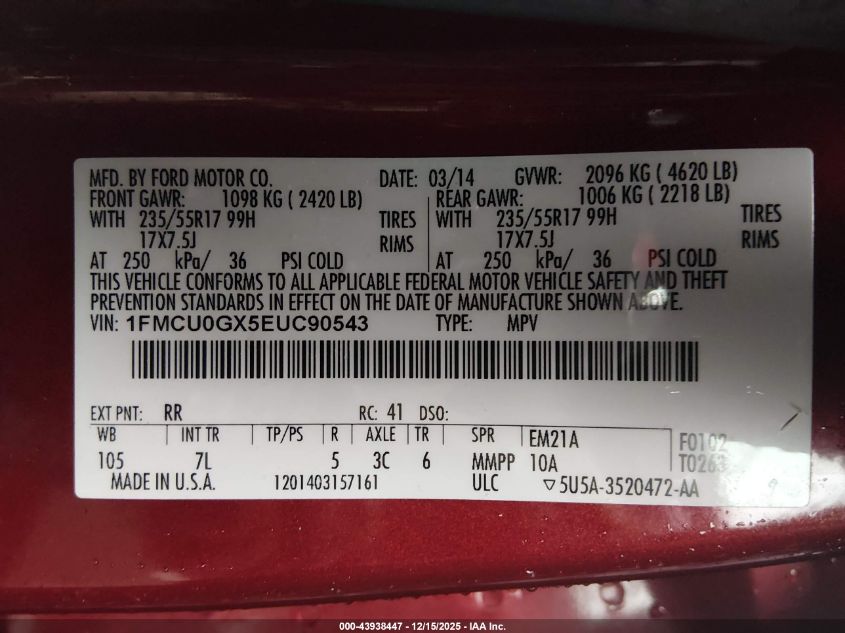 MFD. BY FORD MOTOR CO. DATE: 03/14 GVWR: 2096 KG ( 4620 LB)
FRONT GAWR: 1098 KG ( 2420 LB) REAR GAWR: 1006 KG ( 2218 LB)
WITH 235/55R17 99H TIRES WITH 235/55R17 99H TIRES
17X7.5J RIMS 17X7.5J RIMS
AT 250 kPa/ 36 PSI COLD AT 250 kPa/ 36 PSI COLD
THIS VEHICLE CONFORMS TO ALL APPLICABLE FEDERAL MOTOR VEHICLE SAFETY AND THEFT
PREVENTION STANDARDS IN EFFECT ON THE DATE OF MANUFACTURE SHOWN ABOVE.
VIN: 1FMCU0GX5EUC90543 TYPE: MPV
EXT PNT: RR RC: 41 DSO:
WB INT TR TP/PS R AXLE TR SPR EM21A F0102
105 7L 5 3C 6 MMPP 10A T0263
MADE IN U.S.A. 1201403157161 ULC ▽5U5A-3520472-AA
000-43938447 - 12/15/2025 - IAA Inc.